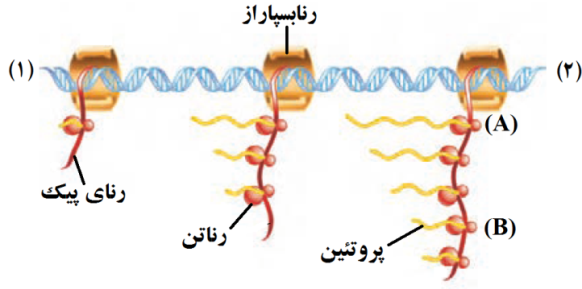 رنابسپاراز
(۱)
(۲)
(A)
رنای پیک
رناتن
پروتئین
(B)